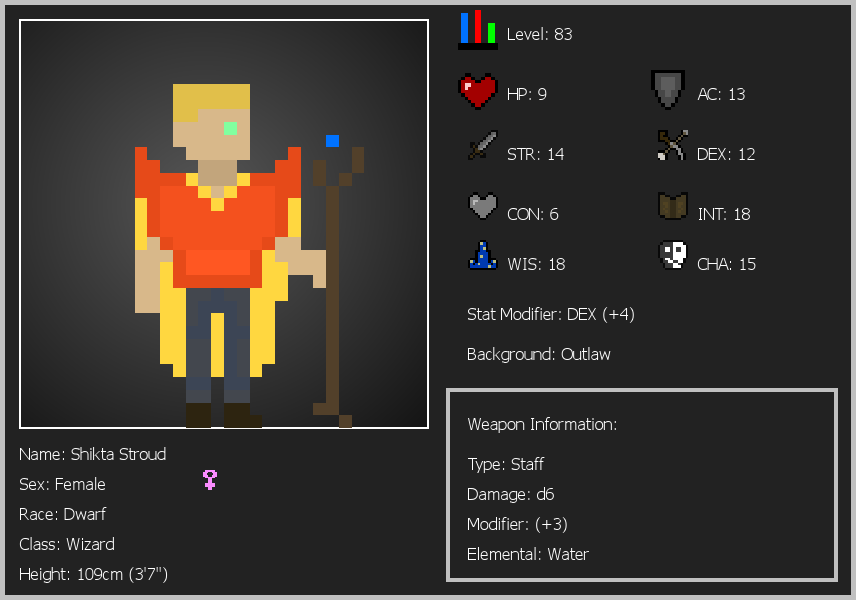 Level: 83
HP: 9
AC: 13
STR: 14
DEX: 12
CON: 6
INT: 18
WIS: 18
CHA: 15
Stat Modifier: DEX (+4)
Background: Outlaw
Weapon Information:
Type: Staff
Damage: d6
Modifier: (+3)
Elemental: Water
Name: Shikta Stroud
Sex: Female
Race: Dwarf
Class: Wizard
Height: 109cm (3'7")